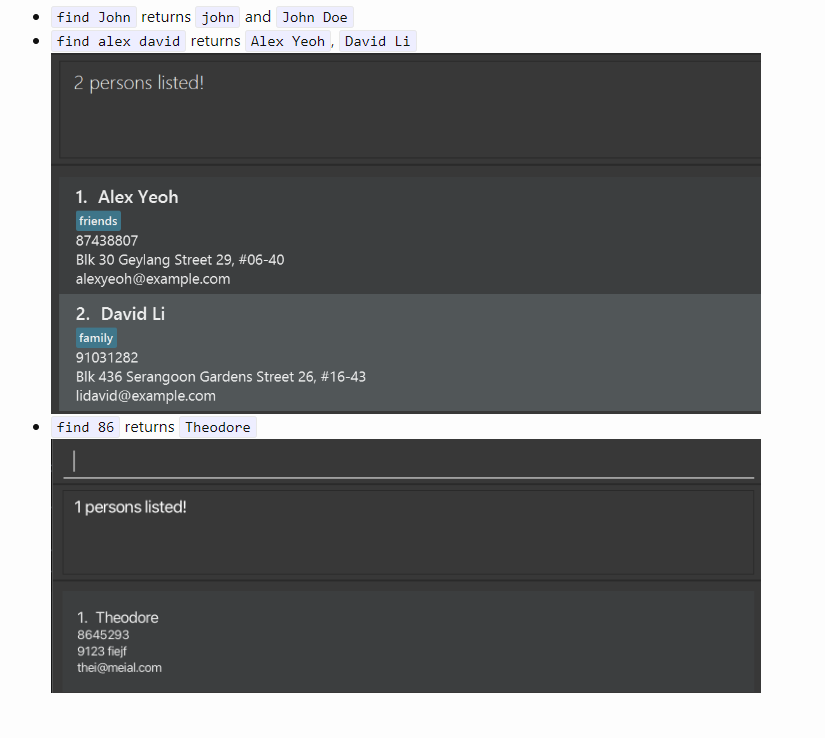 find John returns john and John Doe
find alex david returns Alex Yeoh, David Li
2 persons listed!
1. Alex Yeoh
friends
87438807
Blk 30 Geylang Street 29, #06-40
alexyeoh@example.com
2. David Li
family
91031282
Blk 436 Serangoon Gardens Street 26, #16-43
lidavid@example.com
find 86 returns Theodore
1 persons listed!
1. Theodore
8645293
9123 fiejf
thei@meial.com